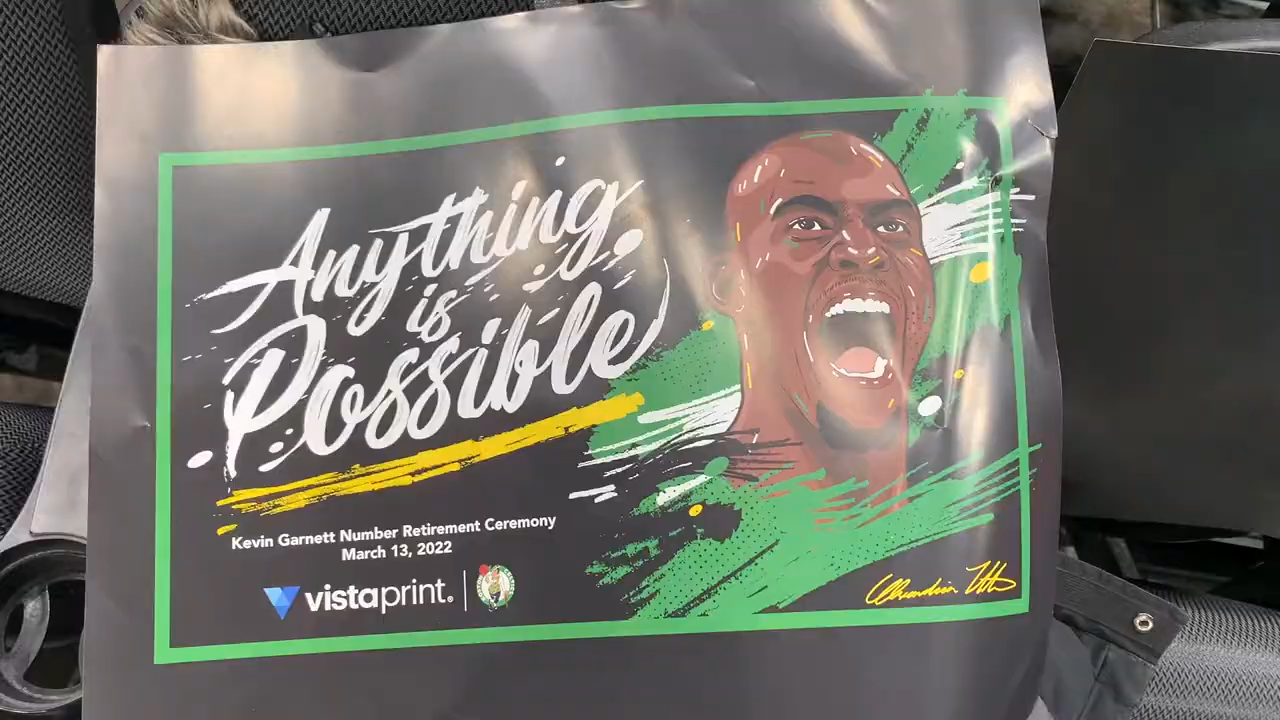 Anything
is
Possible
Kevin Garnett Number Retirement Ceremony
March 13, 2022
vistaprint.